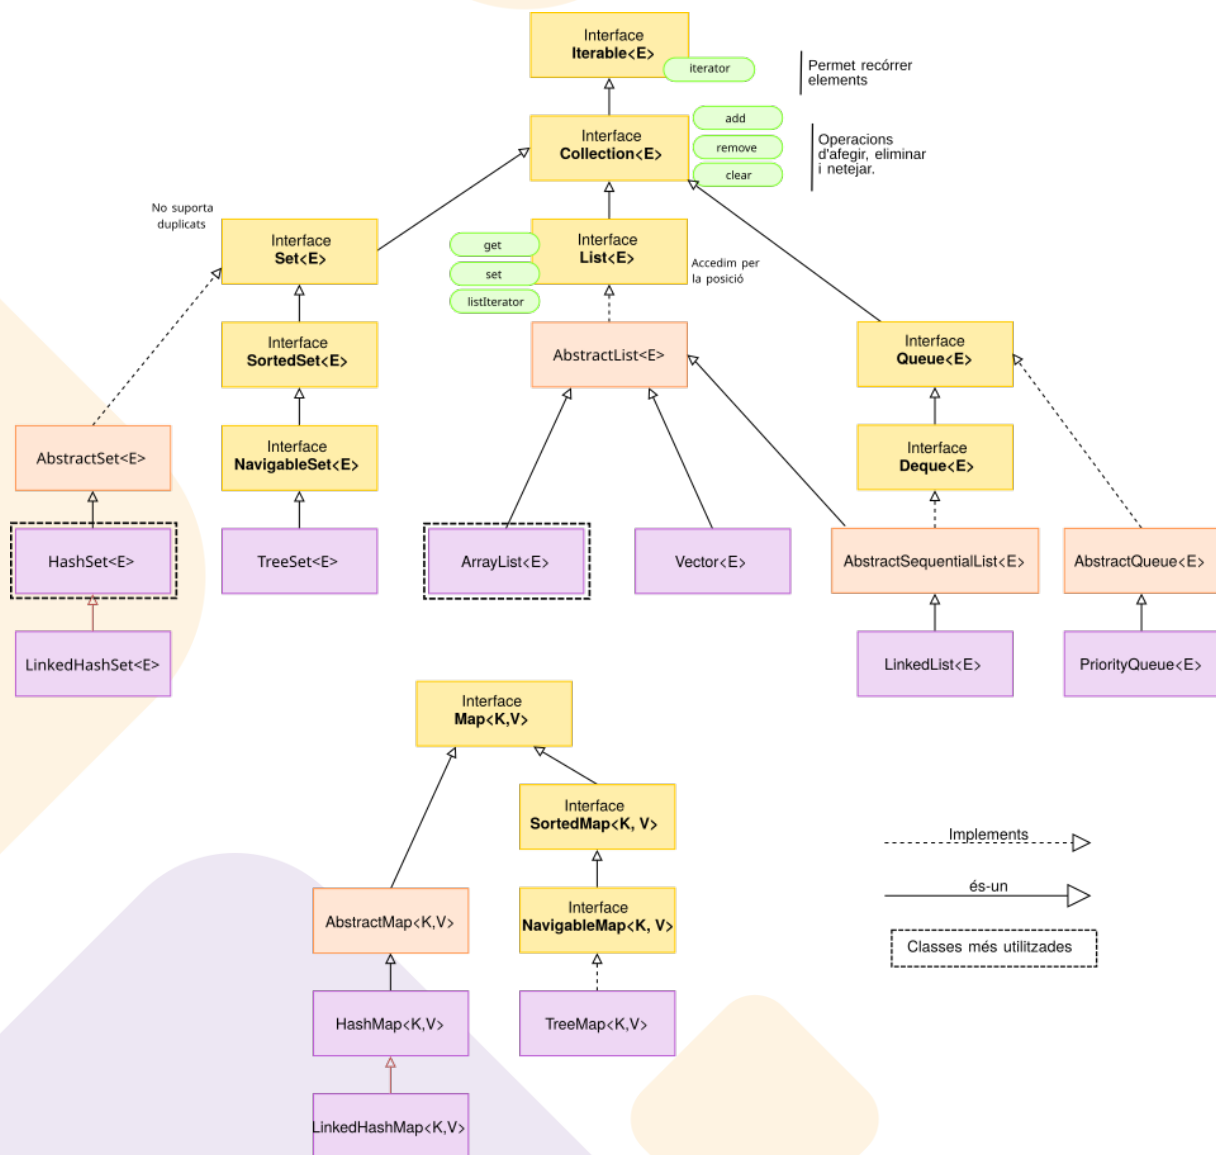 Interface
Iterable<E>
iterator
Permet recórrer
elements
Interface
Collection<E>
add
remove
clear
Operacions
d'afegir, eliminar
i netejar.
No suporta
duplicats
Interface
Set<E>
get
set
listIterator
Interface
List<E>
Accedim per
la posició
Interface
SortedSet<E>
AbstractList<E>
Interface
Queue<E>
AbstractSet<E>
Interface
NavigableSet<E>
Interface
Deque<E>
HashSet<E>
TreeSet<E>
ArrayList<E>
Vector<E>
AbstractSequentialList<E>
AbstractQueue<E>
LinkedHashSet<E>
LinkedList<E>
PriorityQueue<E>
Interface
Map<K,V>
Interface
SortedMap<K, V>
Implements
és-un
AbstractMap<K,V>
Interface
NavigableMap<K, V>
Classes més utilitzades
HashMap<K,V>
TreeMap<K,V>
LinkedHashMap<K,V>